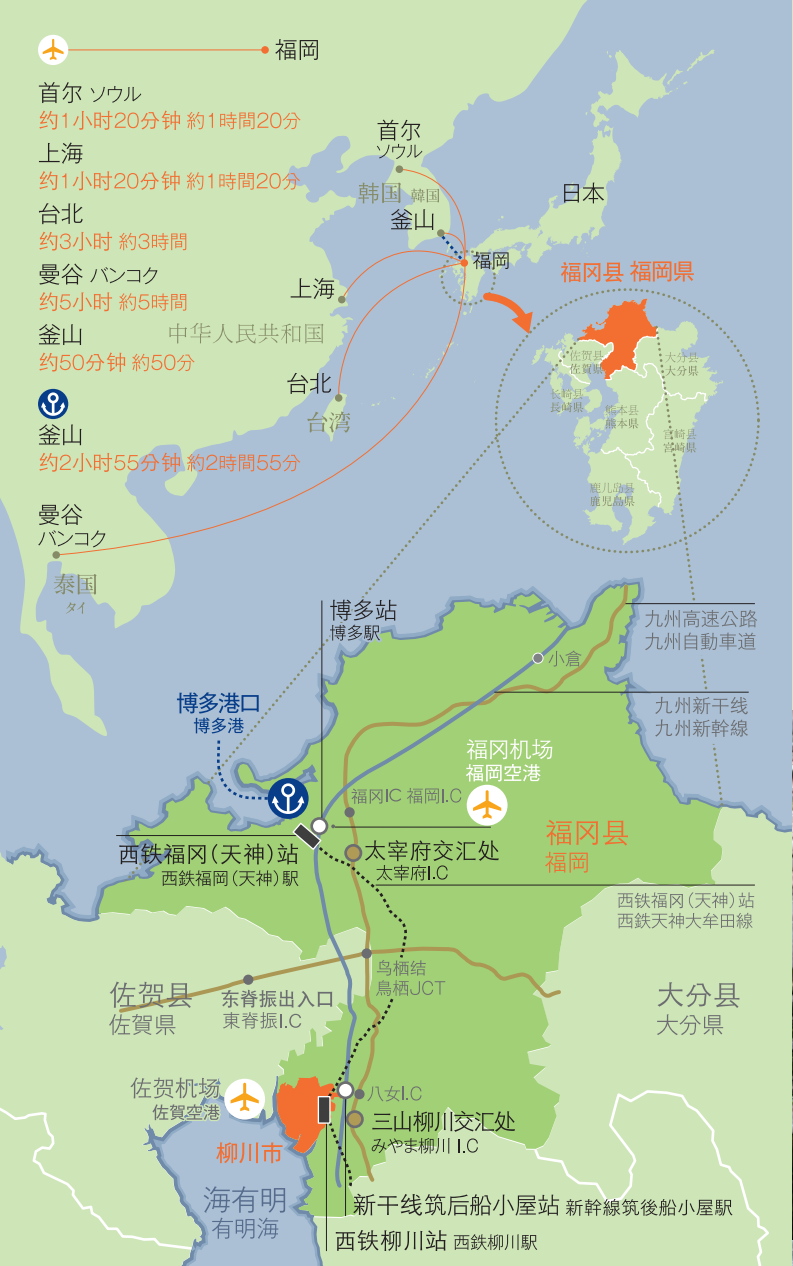 福岡
首尔 ソウル
约1小时20分钟 約1時間20分
上海
约1小时20分钟 約1時間20分
台北
约3小时 約3時間
曼谷 バンコク
约5小时 約5時間
釜山
约50分钟 約50分
釜山
约2小时55分钟 約2時間55分
首尔
ソウル
韩国 韓国
釜山
日本
福岡
上海
中华人民共和国
台北
台湾
曼谷
バンコク
泰国
タイ
福冈县 福岡県
佐贺县
佐賀県
大分县
大分県
长崎县
長崎県
熊本县
熊本県
宫崎县
宮崎県
鹿儿岛县
鹿児島県
博多站
博多駅
九州高速公路
九州自動車道
小倉
九州新干线
九州新幹線
博多港口
博多港
福冈机场
福岡空港
福冈IC 福岡I.C
福冈县
福岡
西铁福冈(天神)站
西鉄福岡(天神)駅
太宰府交汇处
太宰府I.C
西铁福冈(天神)站
西鉄天神大牟田線
鸟栖结
鳥栖JCT
佐贺县
佐賀県
东脊振出入口
東脊振I.C
大分县
大分県
佐贺机场
佐賀空港
八女I.C
三山柳川交汇处
みやま柳川 I.C
柳川市
海有明
有明海
新干线筑后船小屋站 新幹線筑後船小屋駅
西铁柳川站 西鉄柳川駅